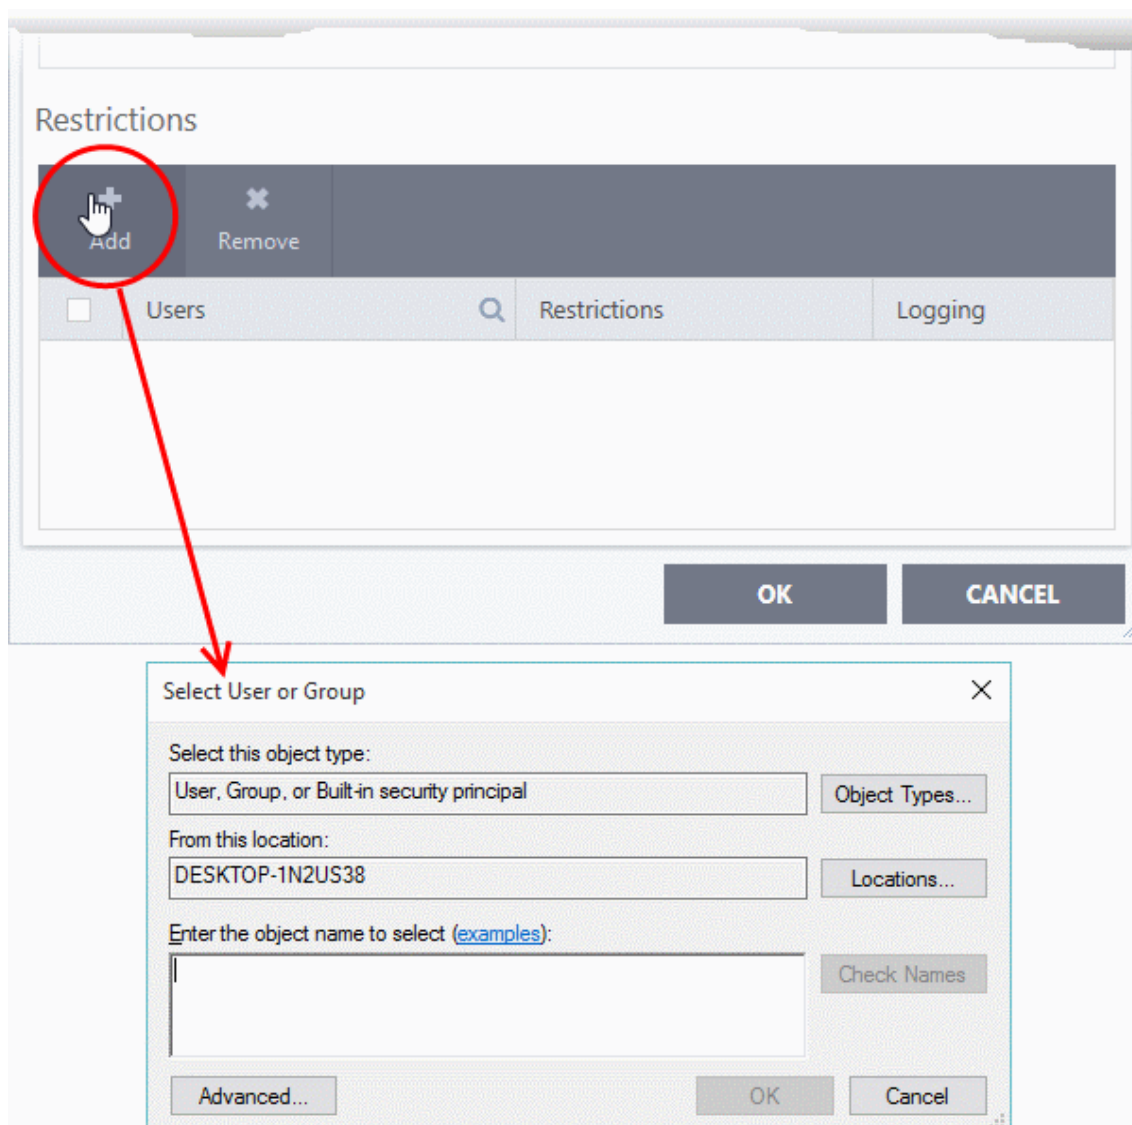 Restrictions
Add
Remove
Users
Restrictions
Logging
OK
CANCEL
Select User or Group
Select this object type:
User, Group, or Built-in security principal
Object Types...
From this location:
DESKTOP-1N2US38
Locations...
Enter the object name to select (examples):
Check Names
Advanced...
OK
Cancel